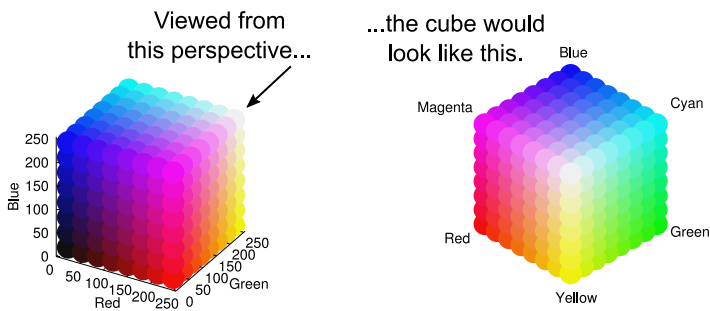 Viewed from
this perspective...
...the cube would
look like this.
Blue
Magenta
Cyan
Red
Green
Yellow
250
200
150
100
50
0
Blue
0
50
100
150
200
250
Red
0
50
100
150
200
250
Green